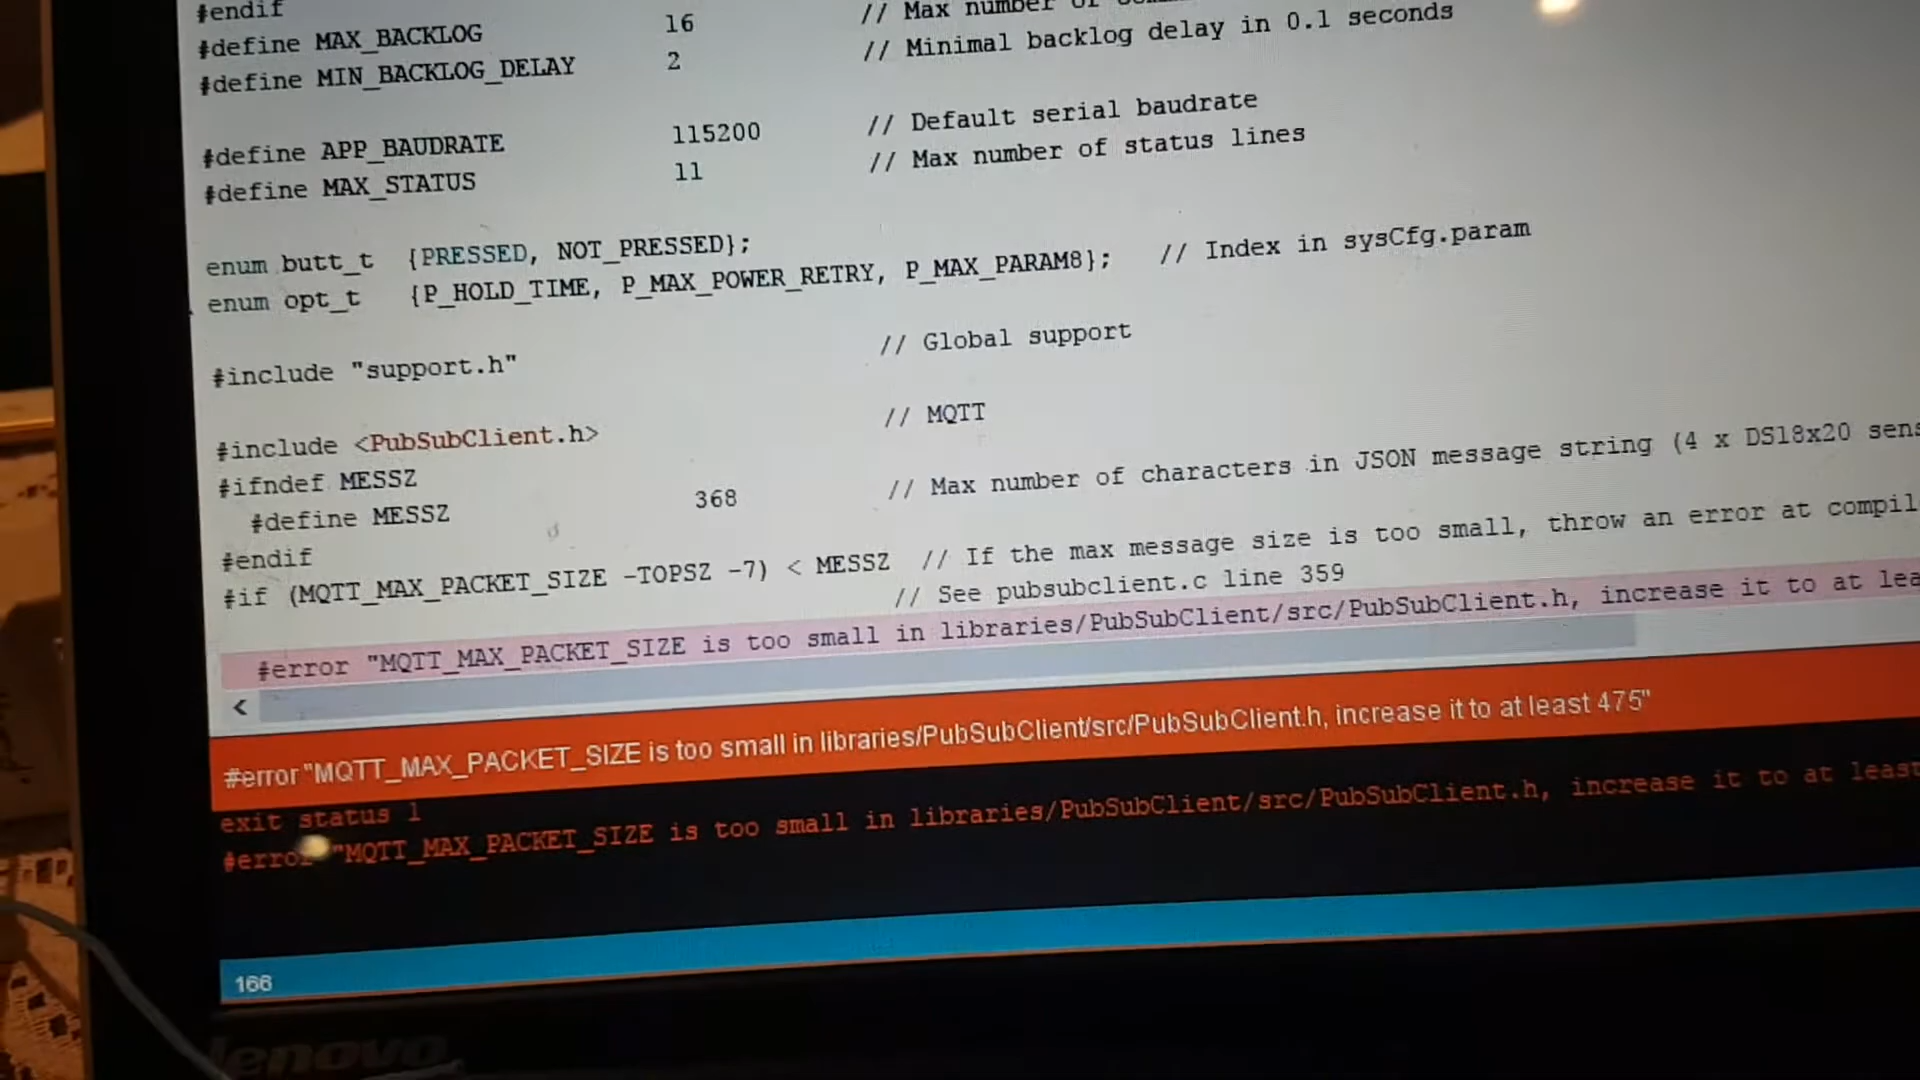 #endif
#define MAX_BACKLOG 16 // Max number of
#define MIN_BACKLOG_DELAY 2 // Minimal backlog delay in 0.1 seconds
#define APP_BAUDRATE 115200 // Default serial baudrate
#define MAX_STATUS 11 // Max number of status lines
enum butt_t {PRESSED, NOT_PRESSED};
enum opt_t {P_HOLD_TIME, P_MAX_POWER_RETRY, P_MAX_PARAM8}; // Index in sysCfg.param
#include "support.h" // Global support
#include <PubSubClient.h> // MQTT
#ifndef MESSZ
#define MESSZ 368 // Max number of characters in JSON message string (4 x DS18x20 sens
#endif
#if (MQTT_MAX_PACKET_SIZE -TOPSZ -7) < MESSZ // If the max message size is too small, throw an error at compil
// See pubsubclient.c line 359
#error "MQTT_MAX_PACKET_SIZE is too small in libraries/PubSubClient/src/PubSubClient.h, increase it to at lea
<
#error "MQTT_MAX_PACKET_SIZE is too small in libraries/PubSubClient/src/PubSubClient.h, increase it to at least 475"
exit status 1
#error "MQTT_MAX_PACKET_SIZE is too small in libraries/PubSubClient/src/PubSubClient.h, increase it to at least
166
lenovo